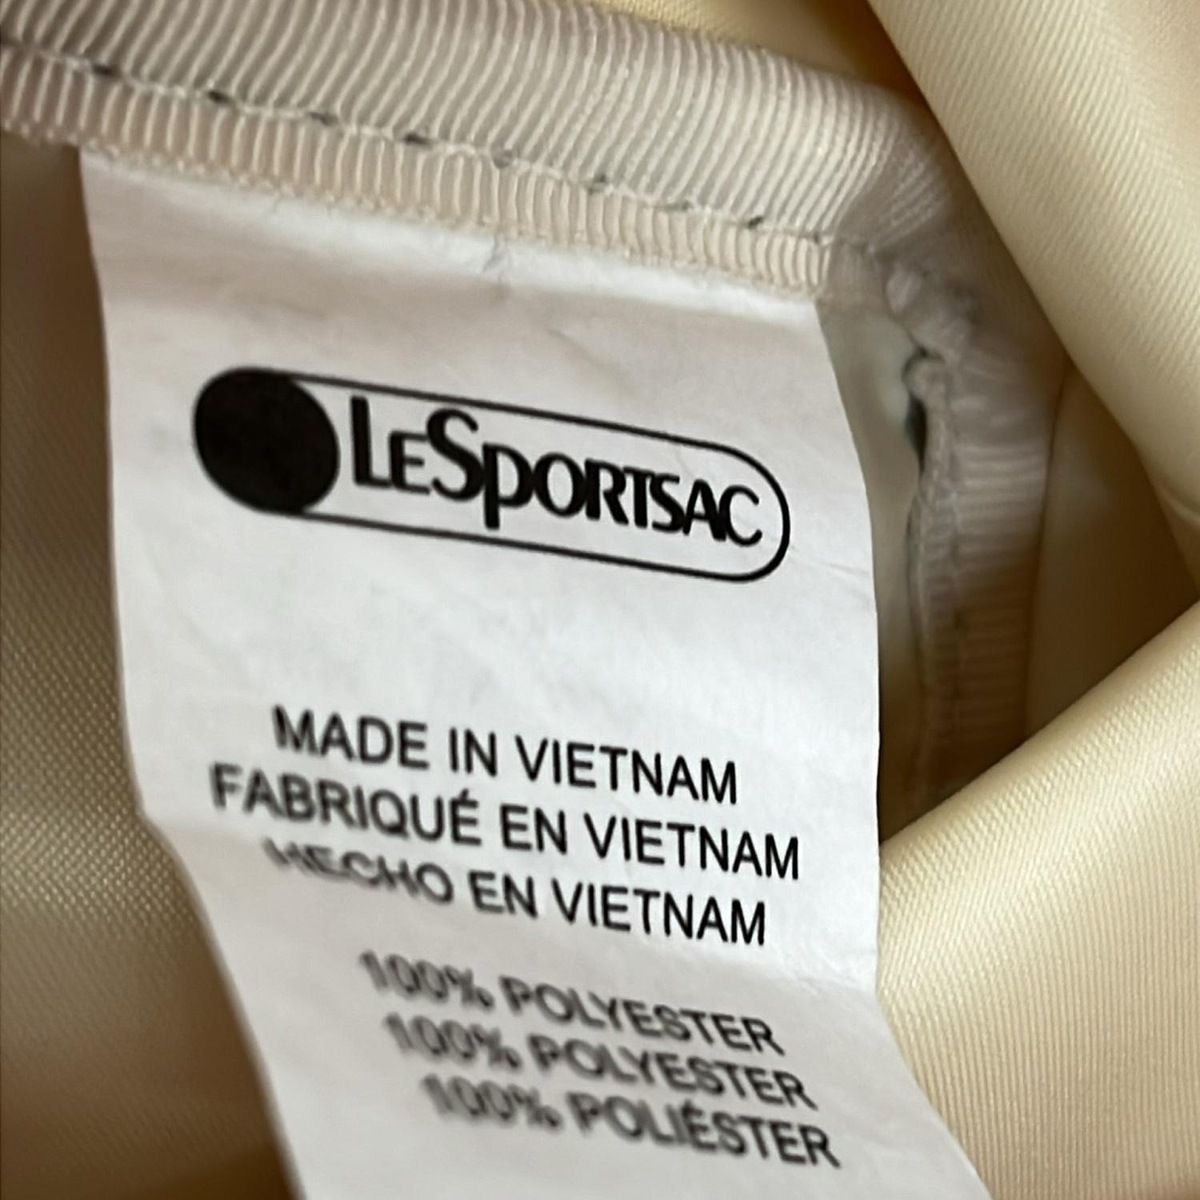 LESPORTSAC
MADE IN VIETNAM
FABRIQUÉ EN VIETNAM
HECHO EN VIETNAM
100% POLYESTER
100% POLYESTER
100% POLIÉSTER